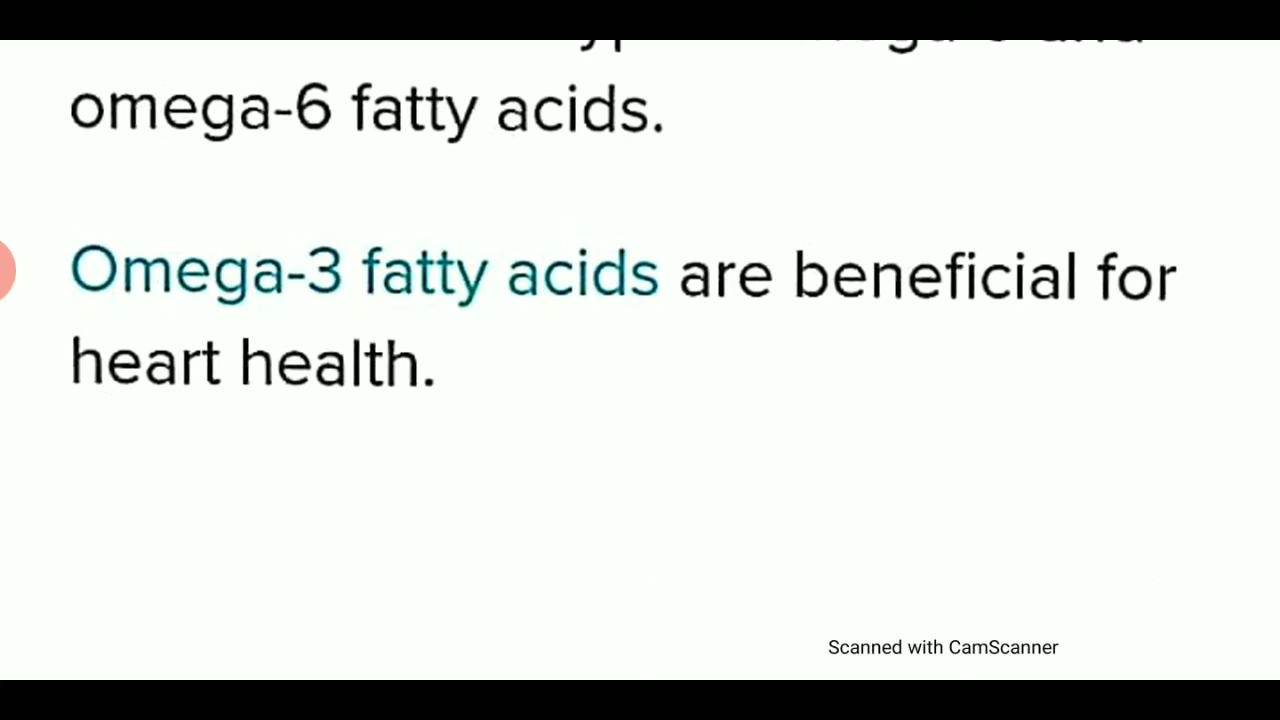 omega-6 fatty acids.
Omega-3 fatty acids are beneficial for
heart health.
Scanned with CamScanner